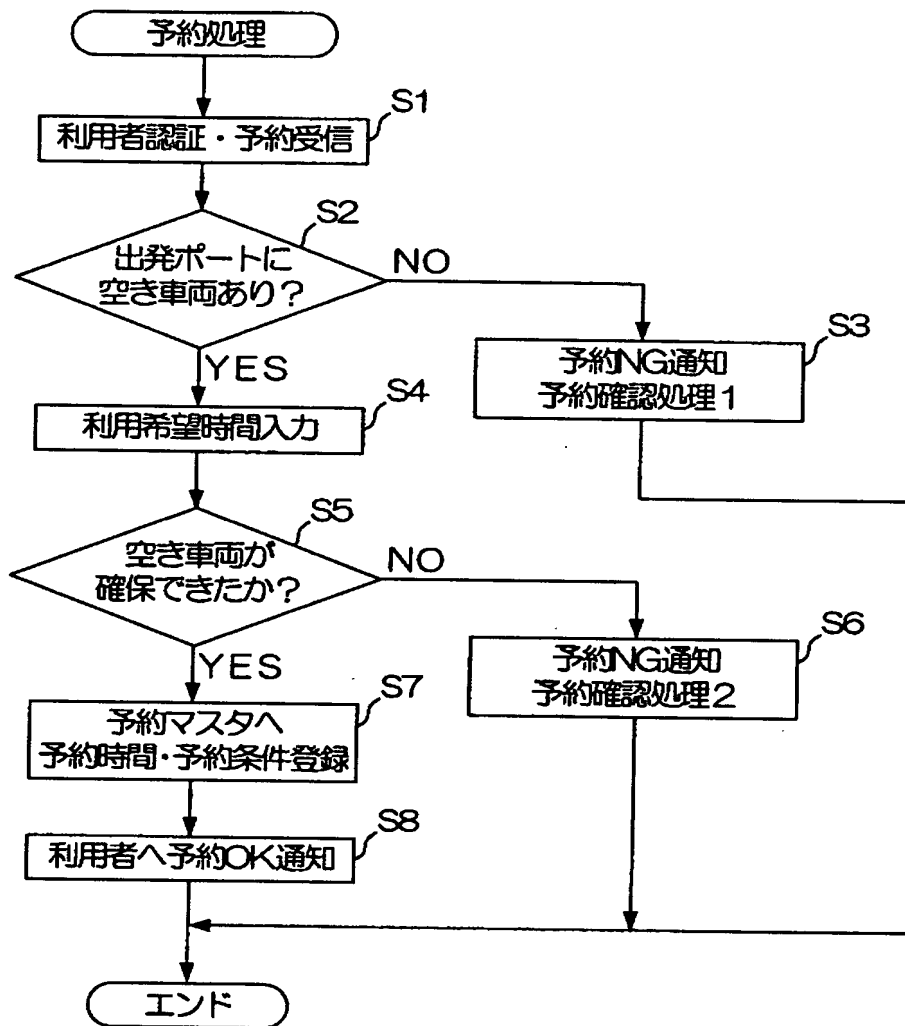 予約処理
S1
利用者認証・予約受信
S2
出発ポートに
空き車両あり？
NO
YES
S3
予約NG通知
予約確認処理1
S4
利用希望時間入力
S5
空き車両が
確保できたか？
NO
YES
S6
予約NG通知
予約確認処理2
S7
予約マスタへ
予約時間・予約条件登録
S8
利用者へ予約OK通知
エンド